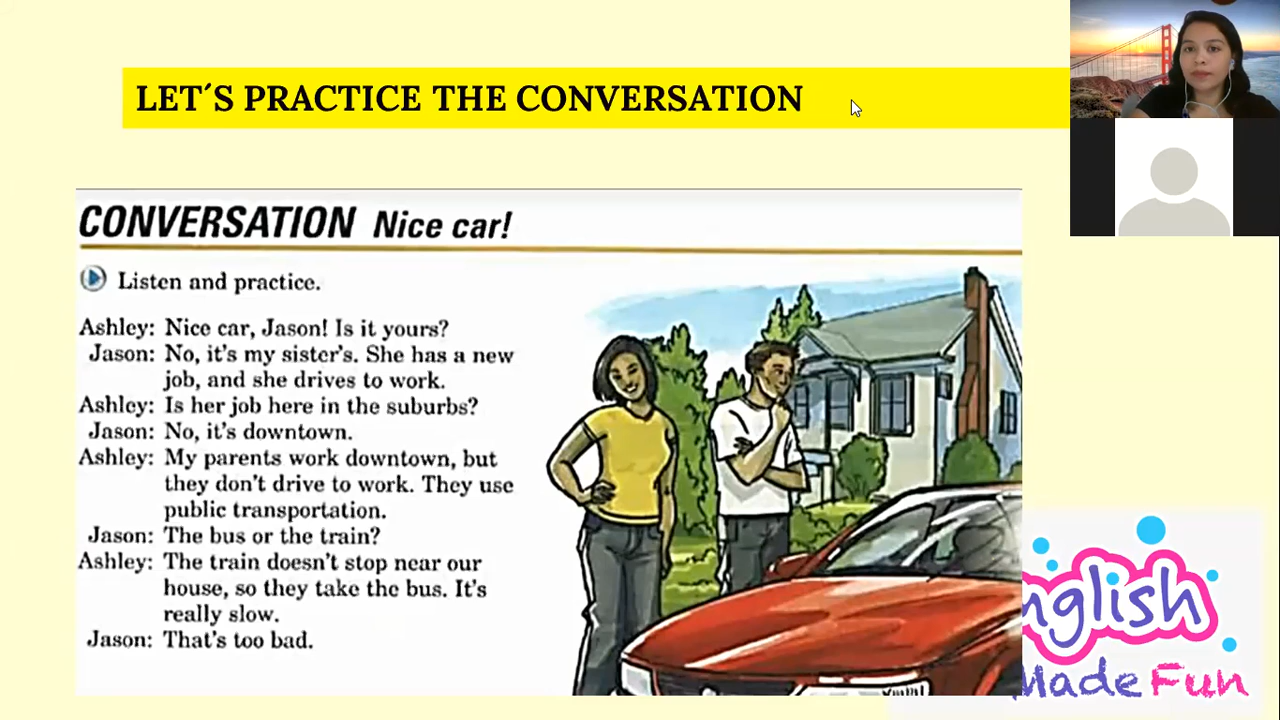 LET´S PRACTICE THE CONVERSATION
CONVERSATION Nice car!
Listen and practice.
Ashley: Nice car, Jason! Is it yours?
Jason: No, it's my sister's. She has a new
job, and she drives to work.
Ashley: Is her job here in the suburbs?
Jason: No, it's downtown.
Ashley: My parents work downtown, but
they don't drive to work. They use
public transportation.
Jason: The bus or the train?
Ashley: The train doesn't stop near our
house, so they take the bus. It's
really slow.
Jason: That's too bad.
nglish
Made Fun